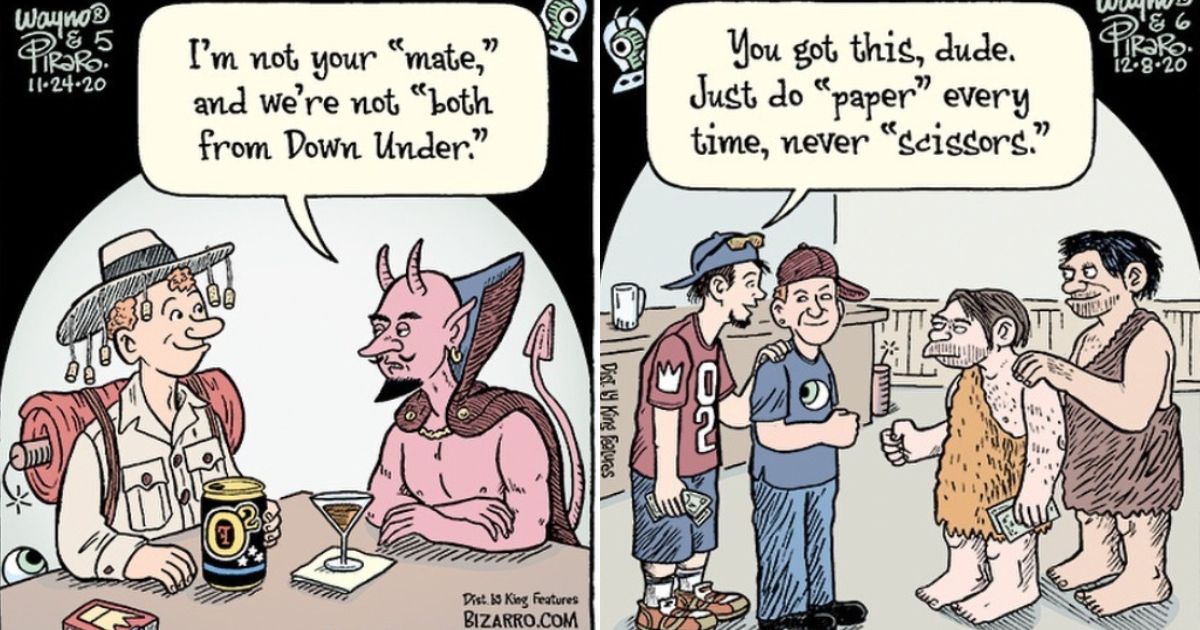 Wayno®
& 5
PIRARO.
11•24•20
I'm not your “mate,”
and we're not “both
from Down Under.”
O2
Dist. by King Features
BIZARRO.COM
Wayno®
& 6
PIRARO.
12•8•20
You got this, dude.
Just do “paper” every
time, never “scissors.”
O2
Dist. by King Features